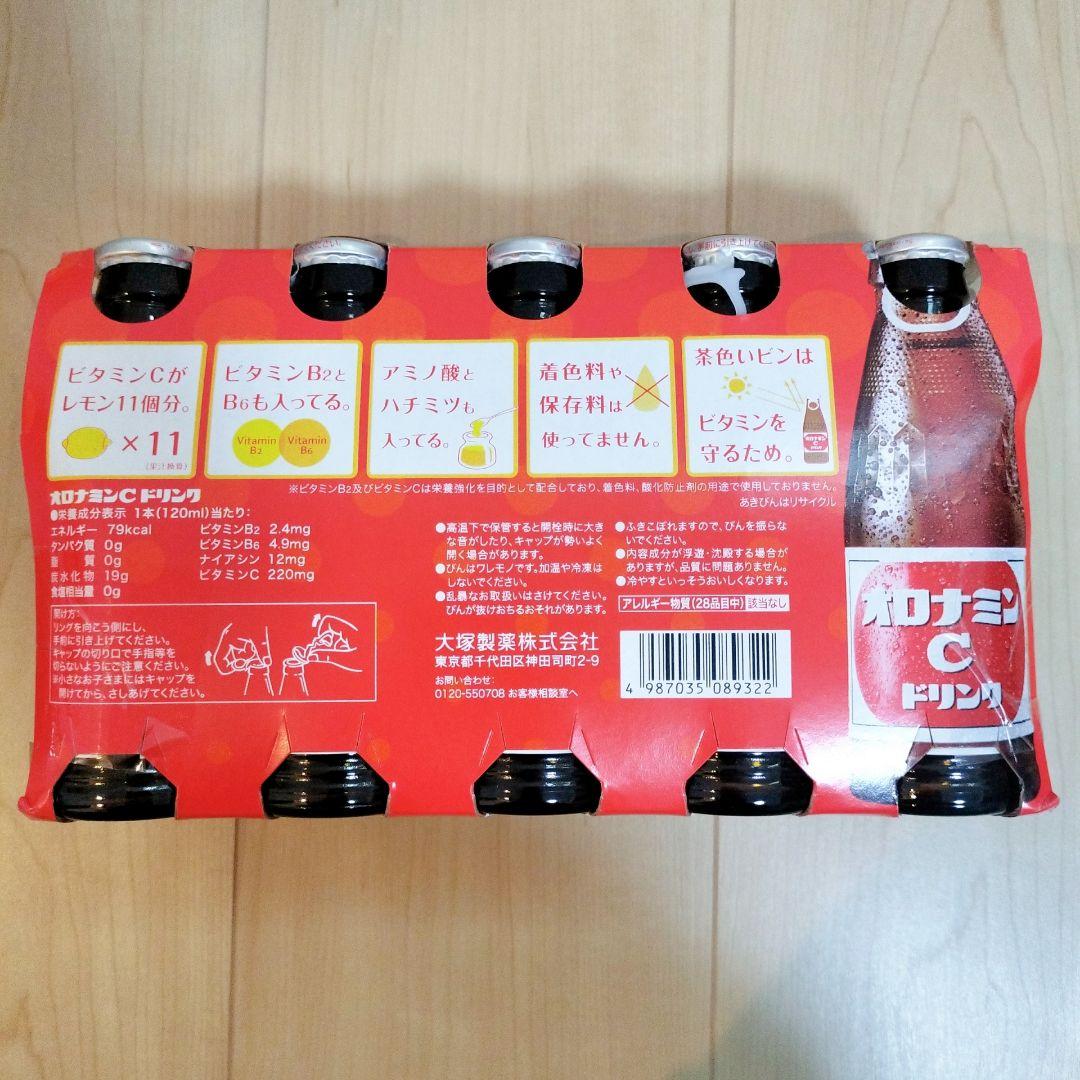 ください。
手前に引き上げてく
ビタミンCが
レモン11個分。
×11
(果汁換算)
ビタミンB2と
B6も入ってる。
Vitamin
B2
Vitamin
B6
アミノ酸と
ハチミツも
入ってる。
着色料や
保存料は
使ってません。
茶色いビンは
ビタミンを
守るため。
オロナミン
C
ドリンク
※ビタミンB2及びビタミンCは栄養強化を目的として配合しており、着色料、酸化防止剤の用途で使用しておりません。
あきびんはリサイクル
オロナミンC ドリンク
●栄養成分表示 1本(120ml)当たり:
エネルギー 79kcal ビタミンB2 2.4mg
タンパク質 0g ビタミンB6 4.9mg
脂質 0g ナイアシン 12mg
炭水化物 19g ビタミンC 220mg
食塩相当量 0g
開け方:
リングを向こう側にし、
手前に引き上げてください。
キャップの切り口で手指等を
切らないようにご注意ください。
※小さなお子さまにはキャップを
開けてから、さしあげてください。
●高温下で保管すると開栓時に大き
な音がしたり、キャップが勢いよく
開く場合があります。
●びんはワレモノです。加温や冷凍は
しないでください。
●乱暴なお取扱いはさけてください。
びんが抜けおちるおそれがあります。
●ふきこぼれますので、びんを振らな
いでください。
●内容成分が浮遊・沈殿する場合が
ありますが、品質に問題ありません。
●冷やすといっそうおいしくなります。
アレルギー物質(28品目中) 該当なし
大塚製薬株式会社
東京都千代田区神田司町2-9
お問い合わせ:
0120-550708 お客様相談室へ
4 987035 089322
オロナミン
C
ドリンク